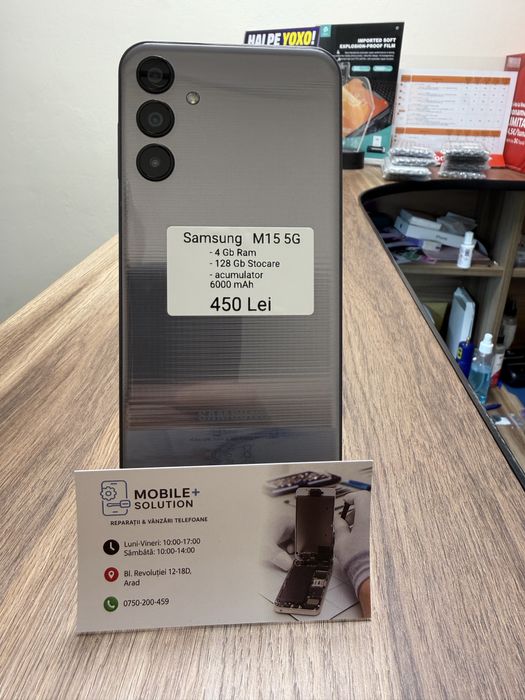 HALPE YOXO!
IMPORTED SOFT
EXPLOSION-PROOF FILM
Samsung M15 5G
- 4 Gb Ram
- 128 Gb Stocare
- acumulator
6000 mAh
450 Lei
SAMSUNG
MOBILE+
SOLUTION
REPARAȚII & VÂNZĂRI TELEFOANE
Luni-Vineri: 10:00-17:00
Sâmbătă: 10:00-14:00
Bl. Revoluției 12-18D,
Arad
0750-200-459